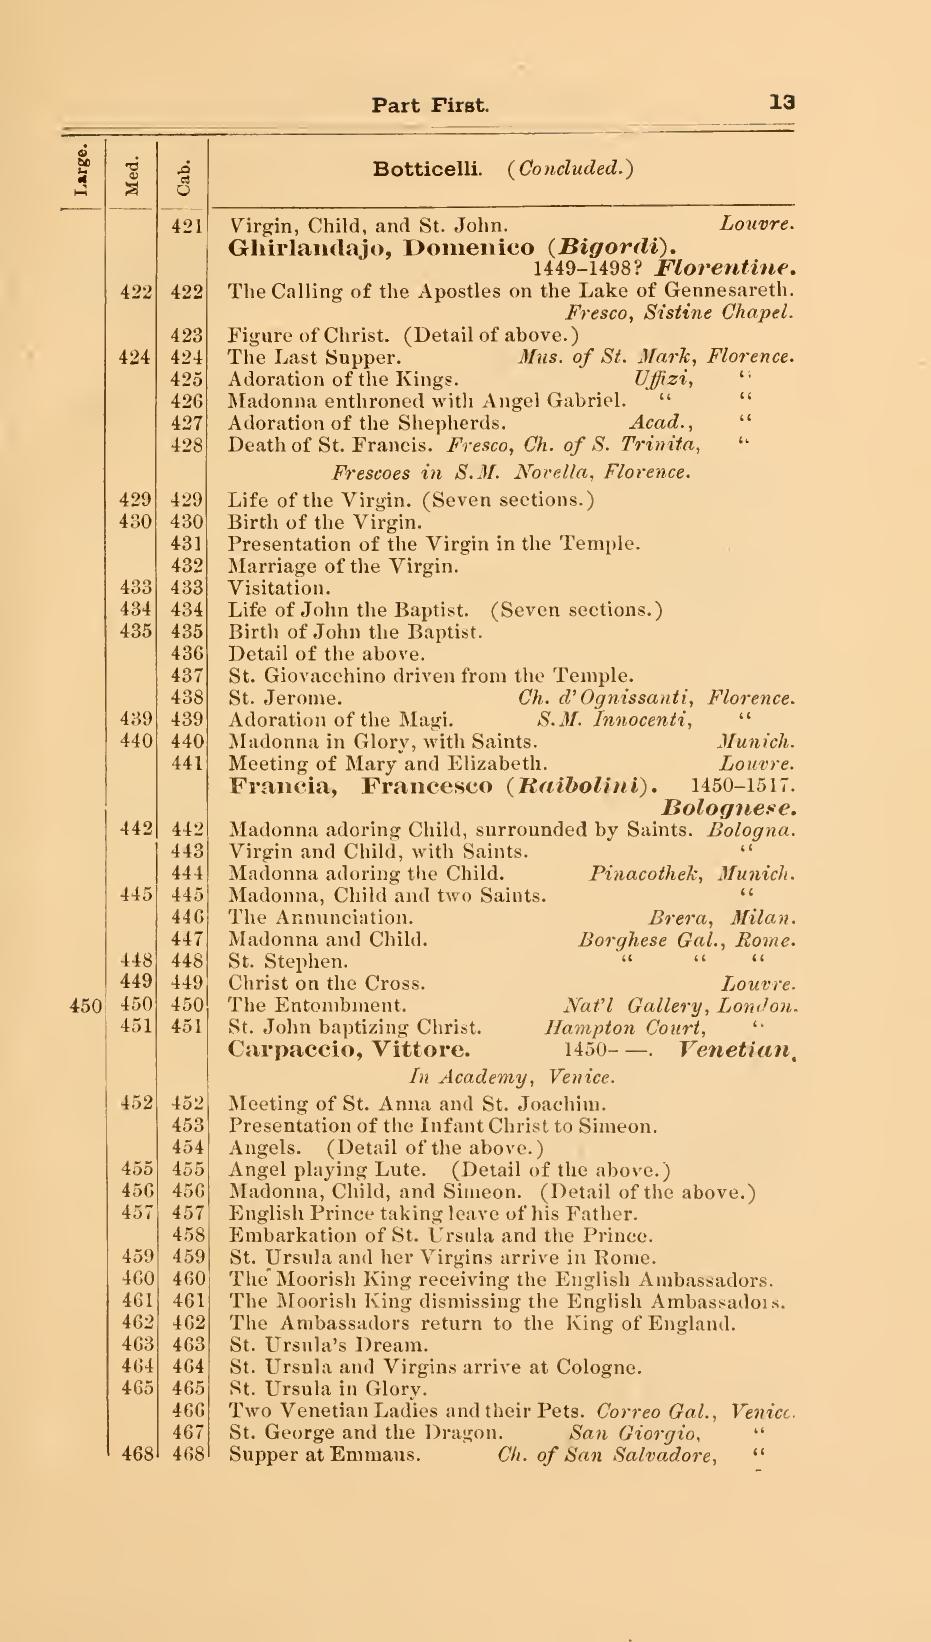 Part First. 13
Large. Med. Cab. Botticelli. (Concluded.)
421 Virgin, Child, and St. John. Louvre.
Ghirlandajo, Domenico (Bigordi).
1449–1498? Florentine.
422 422 The Calling of the Apostles on the Lake of Gennesareth.
Fresco, Sistine Chapel.
423 Figure of Christ. (Detail of above.)
424 424 The Last Supper. Mus. of St. Mark, Florence.
425 Adoration of the Kings. Uffizi, “
426 Madonna enthroned with Angel Gabriel. “ “
427 Adoration of the Shepherds. Acad., “
428 Death of St. Francis. Fresco, Ch. of S. Trinita, “
Frescoes in S.M. Novella, Florence.
429 429 Life of the Virgin. (Seven sections.)
430 430 Birth of the Virgin.
431 Presentation of the Virgin in the Temple.
432 Marriage of the Virgin.
433 433 Visitation.
434 434 Life of John the Baptist. (Seven sections.)
435 435 Birth of John the Baptist.
436 Detail of the above.
437 St. Giovacchino driven from the Temple.
438 St. Jerome. Ch. d'Ognissanti, Florence.
439 439 Adoration of the Magi. S.M. Innocenti, “
440 440 Madonna in Glory, with Saints. Munich.
441 Meeting of Mary and Elizabeth. Louvre.
Francia, Francesco (Raibolini). 1450–1517.
Bolognese.
442 442 Madonna adoring Child, surrounded by Saints. Bologna.
443 Virgin and Child, with Saints. “
444 Madonna adoring the Child. Pinacothek, Munich.
445 445 Madonna, Child and two Saints. “
446 The Annunciation. Brera, Milan.
447 Madonna and Child. Borghese Gal., Rome.
448 448 St. Stephen. “ “ “
449 449 Christ on the Cross. Louvre.
450 450 450 The Entombment. Nat'l Gallery, London.
451 451 St. John baptizing Christ. Hampton Court, “
Carpaccio, Vittore. 1450– —. Venetian.
In Academy, Venice.
452 452 Meeting of St. Anna and St. Joachim.
453 Presentation of the Infant Christ to Simeon.
454 Angels. (Detail of the above.)
455 455 Angel playing Lute. (Detail of the above.)
456 456 Madonna, Child, and Simeon. (Detail of the above.)
457 457 English Prince taking leave of his Father.
458 Embarkation of St. Ursula and the Prince.
459 459 St. Ursula and her Virgins arrive in Rome.
460 460 The Moorish King receiving the English Ambassadors.
461 461 The Moorish King dismissing the English Ambassadors.
462 462 The Ambassadors return to the King of England.
463 463 St. Ursula's Dream.
464 464 St. Ursula and Virgins arrive at Cologne.
465 465 St. Ursula in Glory.
466 Two Venetian Ladies and their Pets. Correo Gal., Venice.
467 St. George and the Dragon. San Giorgio, “
468 468 Supper at Emmaus. Ch. of San Salvadore, “